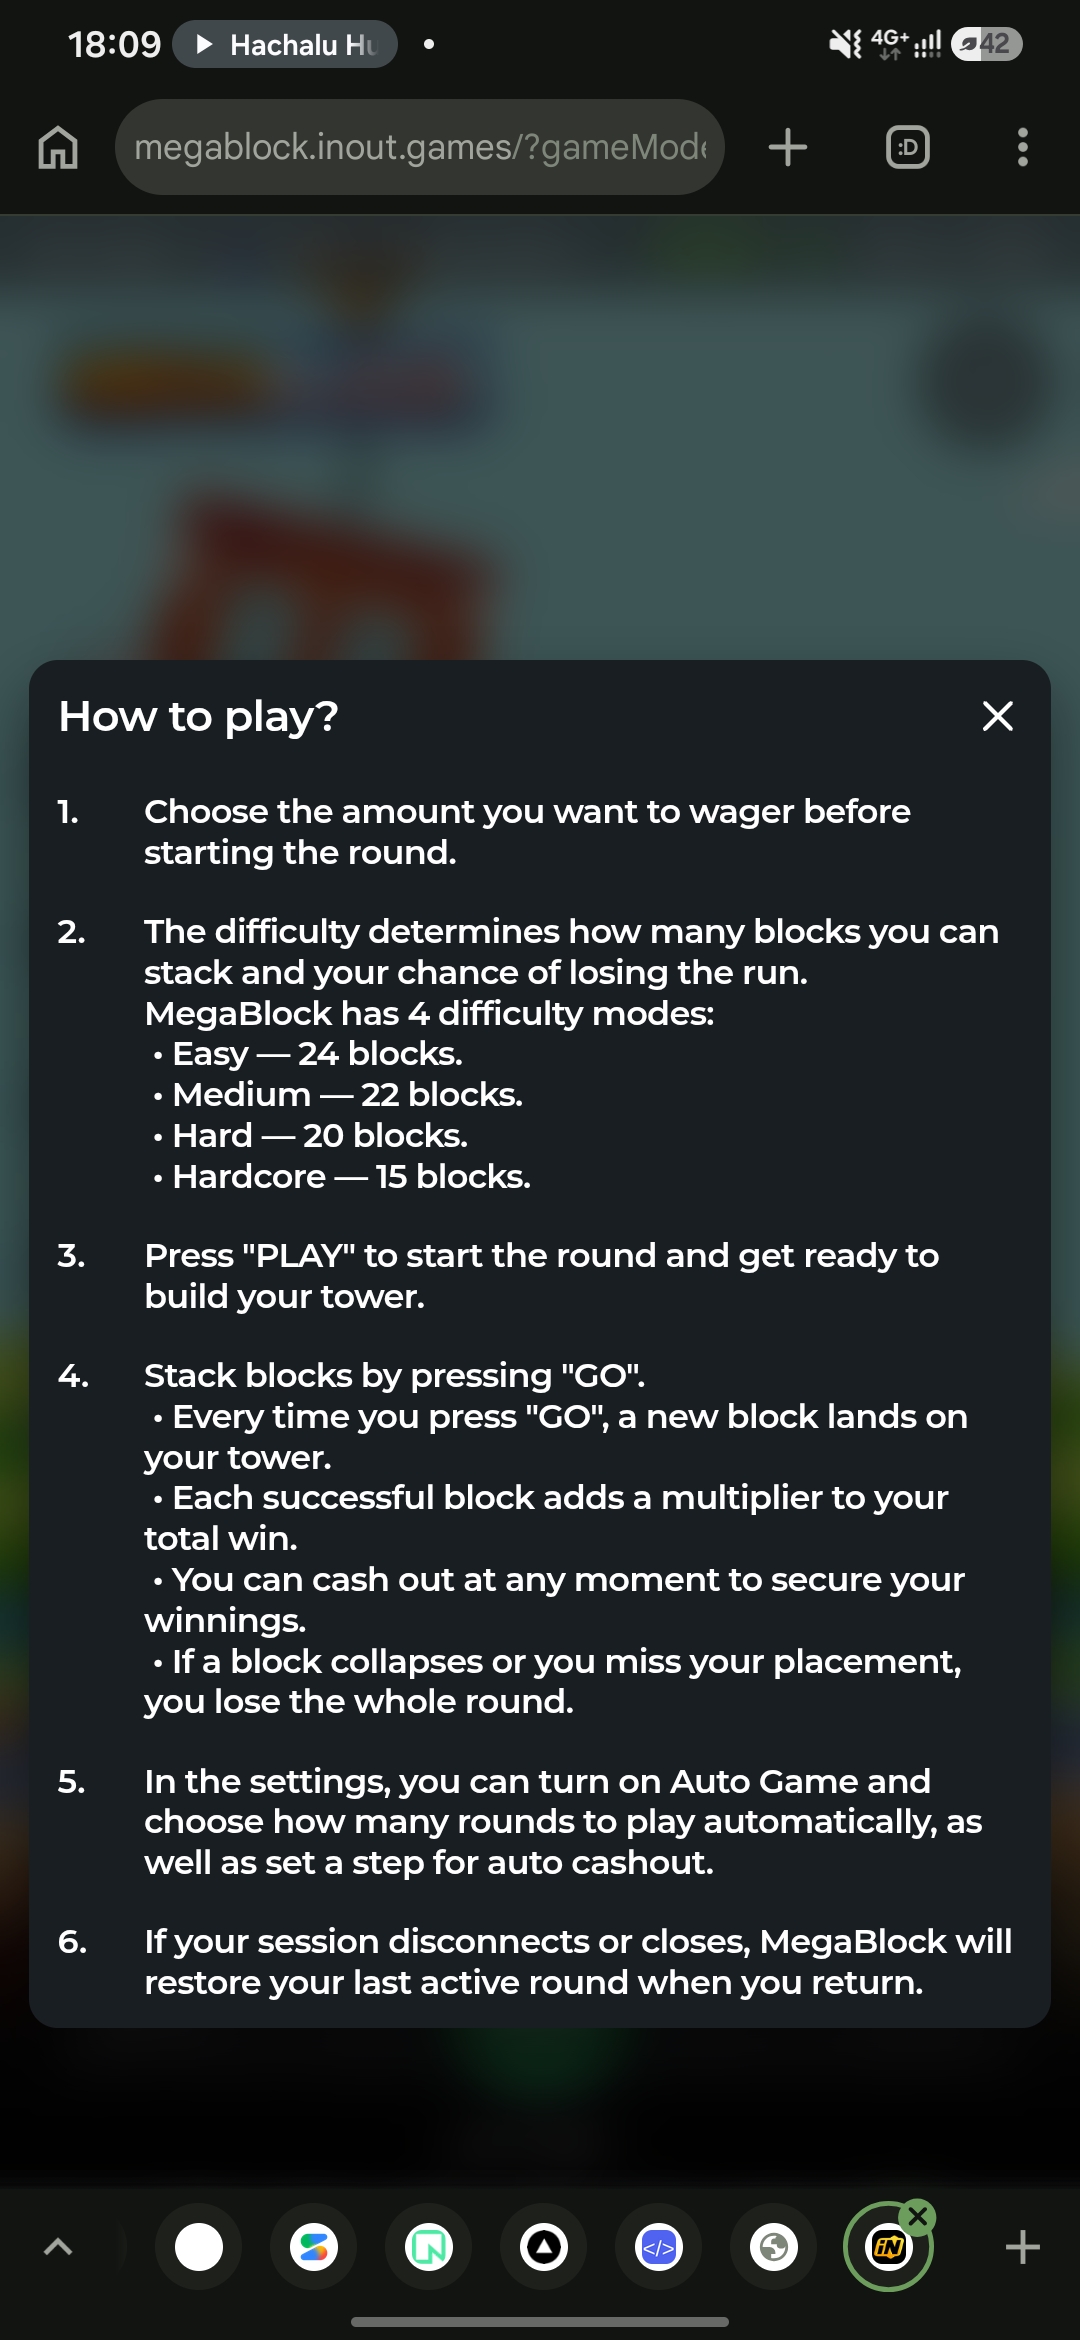 18:09
Hachalu Hu
4G+
42
megablock.inout.games/?gameMode
:D
How to play?
1. Choose the amount you want to wager before
starting the round.
2. The difficulty determines how many blocks you can
stack and your chance of losing the run.
MegaBlock has 4 difficulty modes:
• Easy — 24 blocks.
• Medium — 22 blocks.
• Hard — 20 blocks.
• Hardcore — 15 blocks.
3. Press "PLAY" to start the round and get ready to
build your tower.
4. Stack blocks by pressing "GO".
• Every time you press "GO", a new block lands on
your tower.
• Each successful block adds a multiplier to your
total win.
• You can cash out at any moment to secure your
winnings.
• If a block collapses or you miss your placement,
you lose the whole round.
5. In the settings, you can turn on Auto Game and
choose how many rounds to play automatically, as
well as set a step for auto cashout.
6. If your session disconnects or closes, MegaBlock will
restore your last active round when you return.
</>
iN